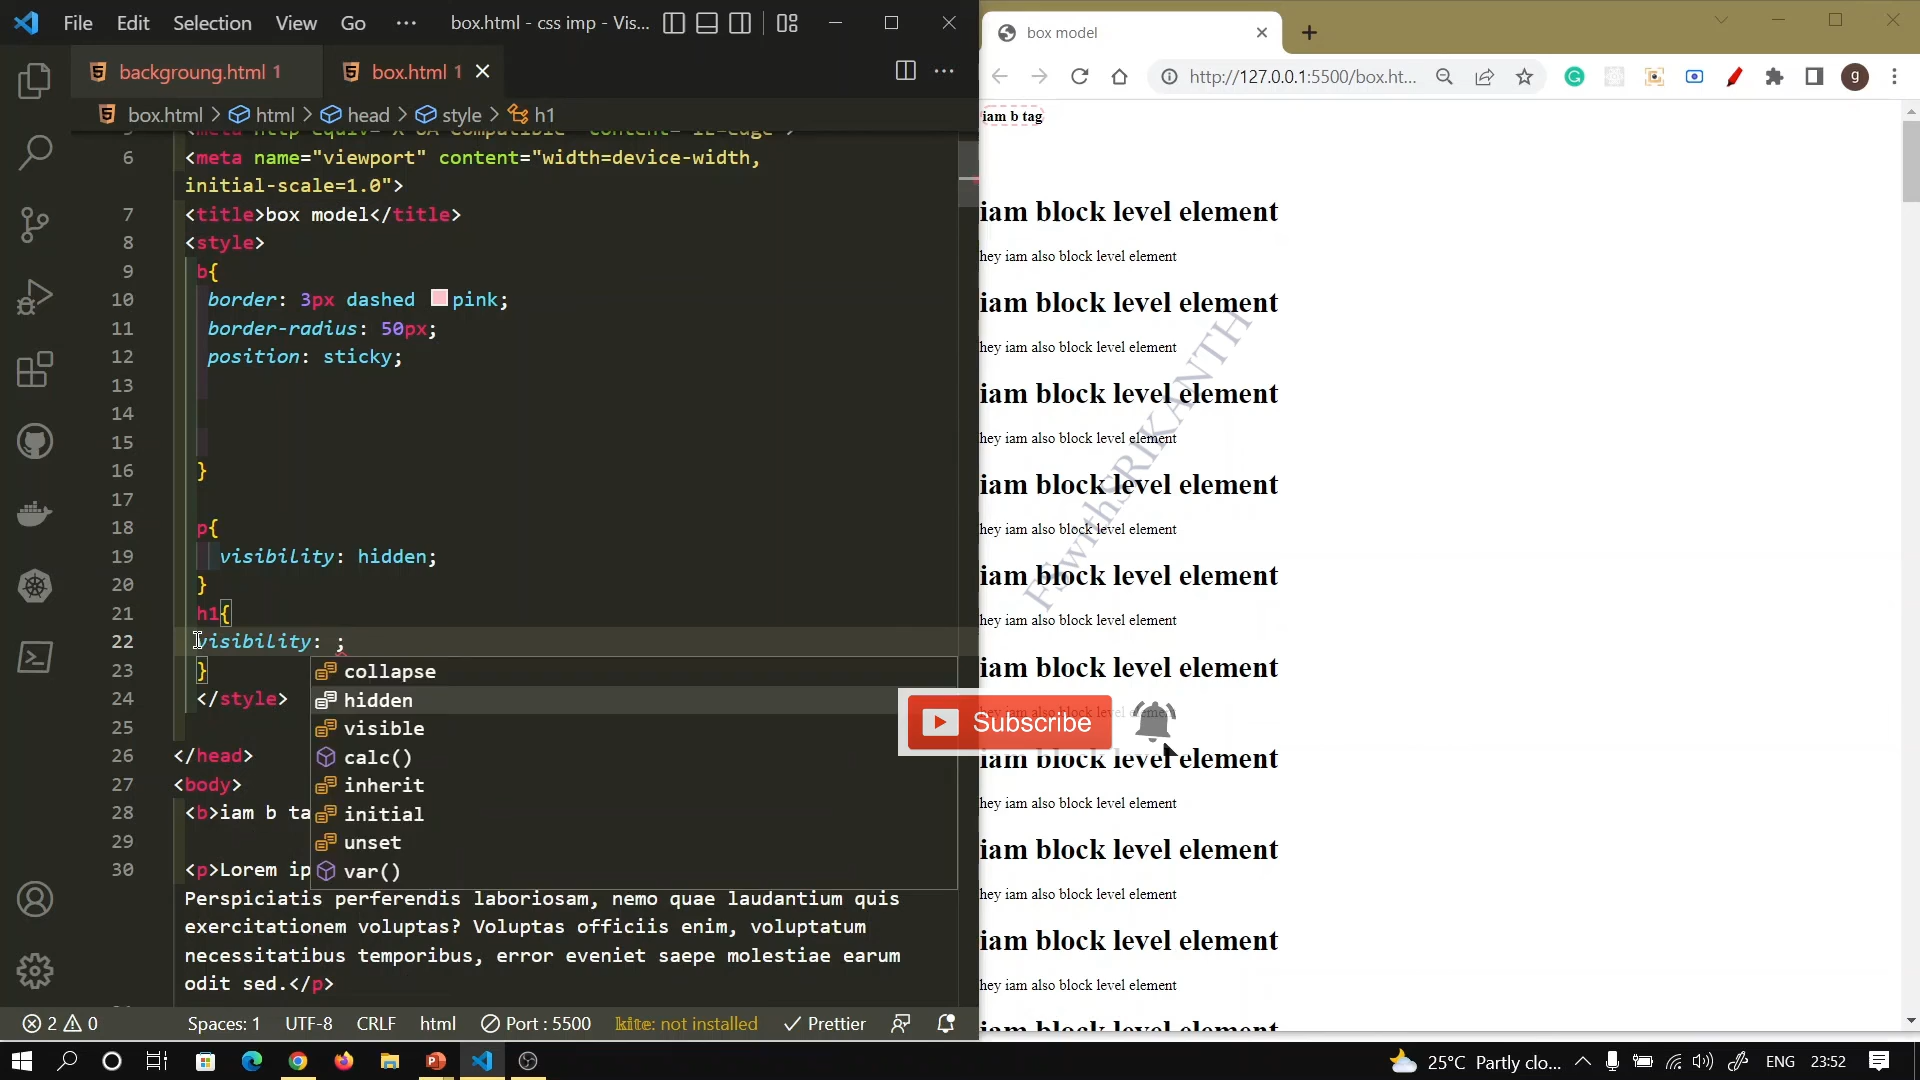 File Edit Selection View Go ··· box.html - css imp - Vis...
backgroung.html 1 box.html 1
box.html > html > head > style > h1
6 <meta name="viewport" content="width=device-width,
initial-scale=1.0">
7 <title>box model</title>
8 <style>
9 b{
10 border: 3px dashed pink;
11 border-radius: 50px;
12 position: sticky;
13
14
15
16 }
17
18 p{
19 visibility: hidden;
20 }
21 h1{
22 visibility: ;
23 }
24 </style>
25
26 </head>
27 <body>
28 <b>iam b ta
29
30 <p>Lorem ip
collapse
hidden
visible
calc()
inherit
initial
unset
var()
Perspiciatis perferendis laboriosam, nemo quae laudantium quis
exercitationem voluptas? Voluptas officiis enim, voluptatum
necessitatibus temporibus, error eveniet saepe molestiae earum
odit sed.</p>
2 0 Spaces: 1 UTF-8 CRLF html Port : 5500 kite: not installed Prettier
box model
http://127.0.0.1:5500/box.ht... g
iam b tag
iam block level element
hey iam also block level element
iam block level element
hey iam also block level element
iam block level element
hey iam also block level element
iam block level element
hey iam also block level element
iam block level element
hey iam also block level element
iam block level element
Subscribe
iam block level element
hey iam also block level element
iam block level element
hey iam also block level element
iam block level element
hey iam also block level element
iam block level element
FSwithSRIKANTH
25°C Partly clo... ENG 23:52